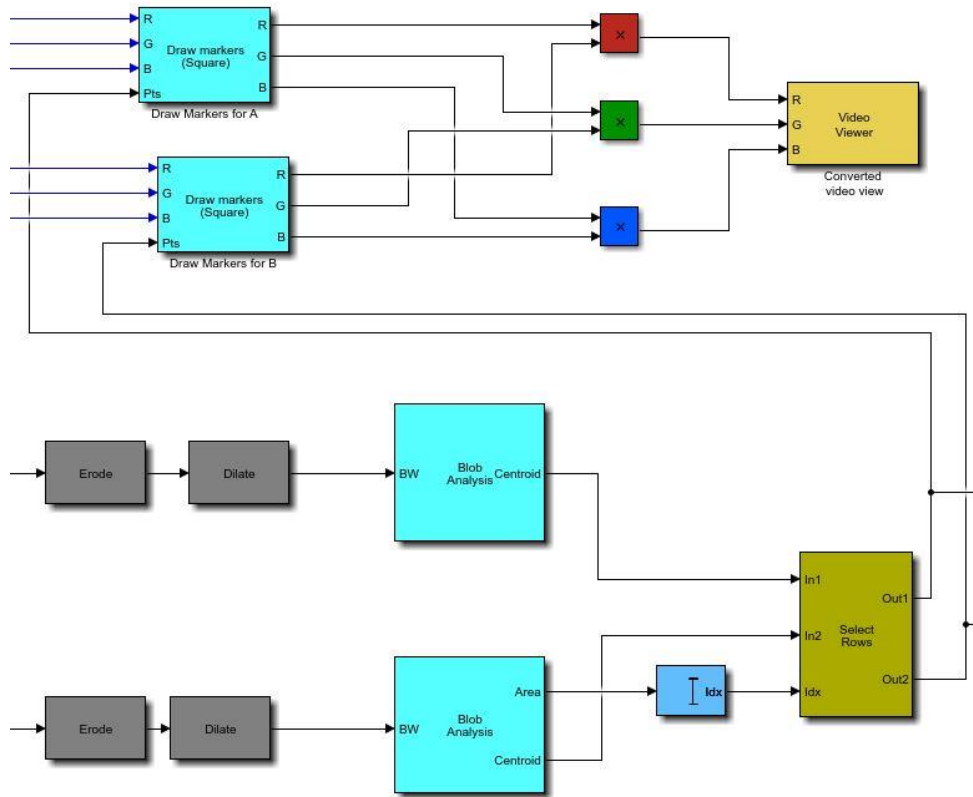 R
G
B
Pts
Draw markers
(Square)
R
G
B
Draw Markers for A
R
G
B
Pts
Draw markers
(Square)
R
G
B
Draw Markers for B
×
×
×
R
G
B
Video
Viewer
Converted
video view
Erode
Dilate
BW
Blob
Analysis
Centroid
In1
In2
Idx
Select
Rows
Out1
Out2
Erode
Dilate
BW
Blob
Analysis
Area
Centroid
Idx